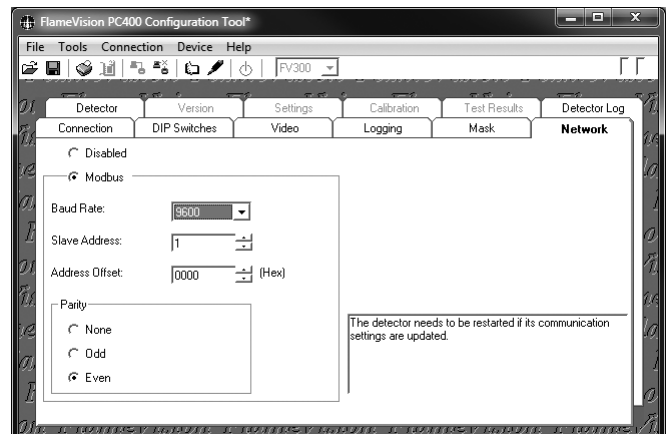 FlameVision PC400 Configuration Tool*
File Tools Connection Device Help
FV300
Detector Version Settings Calibration Test Results Detector Log
Connection DIP Switches Video Logging Mask Network
Disabled
Modbus
Baud Rate: 9600
Slave Address: 1
Address Offset: 0000 (Hex)
Parity
None
Odd
Even
The detector needs to be restarted if its communication
settings are updated.